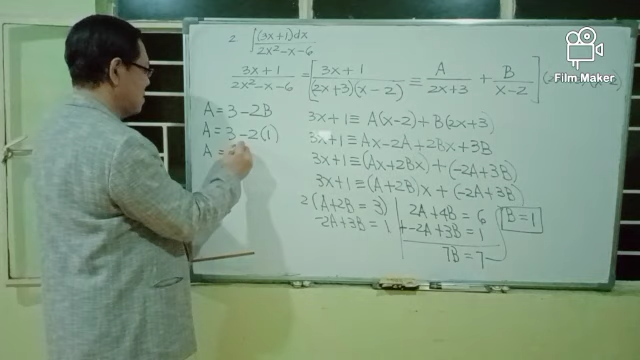 2 ∫(3x+1)dx / 2x²-x-6
3x+1 / 2x²-x-6 = [3x+1 / (2x+3)(x-2) ≡ A / 2x+3 + B / x-2]
A = 3-2B
A = 3-2(1)
A =
3x+1 ≡ A(x-2) + B(2x+3)
3x+1 ≡ Ax-2A+2Bx+3B
3x+1 ≡ (Ax+2Bx)+(-2A+3B)
3x+1 ≡ (A+2B)x+(-2A+3B)
2(A+2B = 3)
-2A+3B = 1
2A+4B = 6
+-2A+3B = 1
7B = 7
B = 1
Film Maker